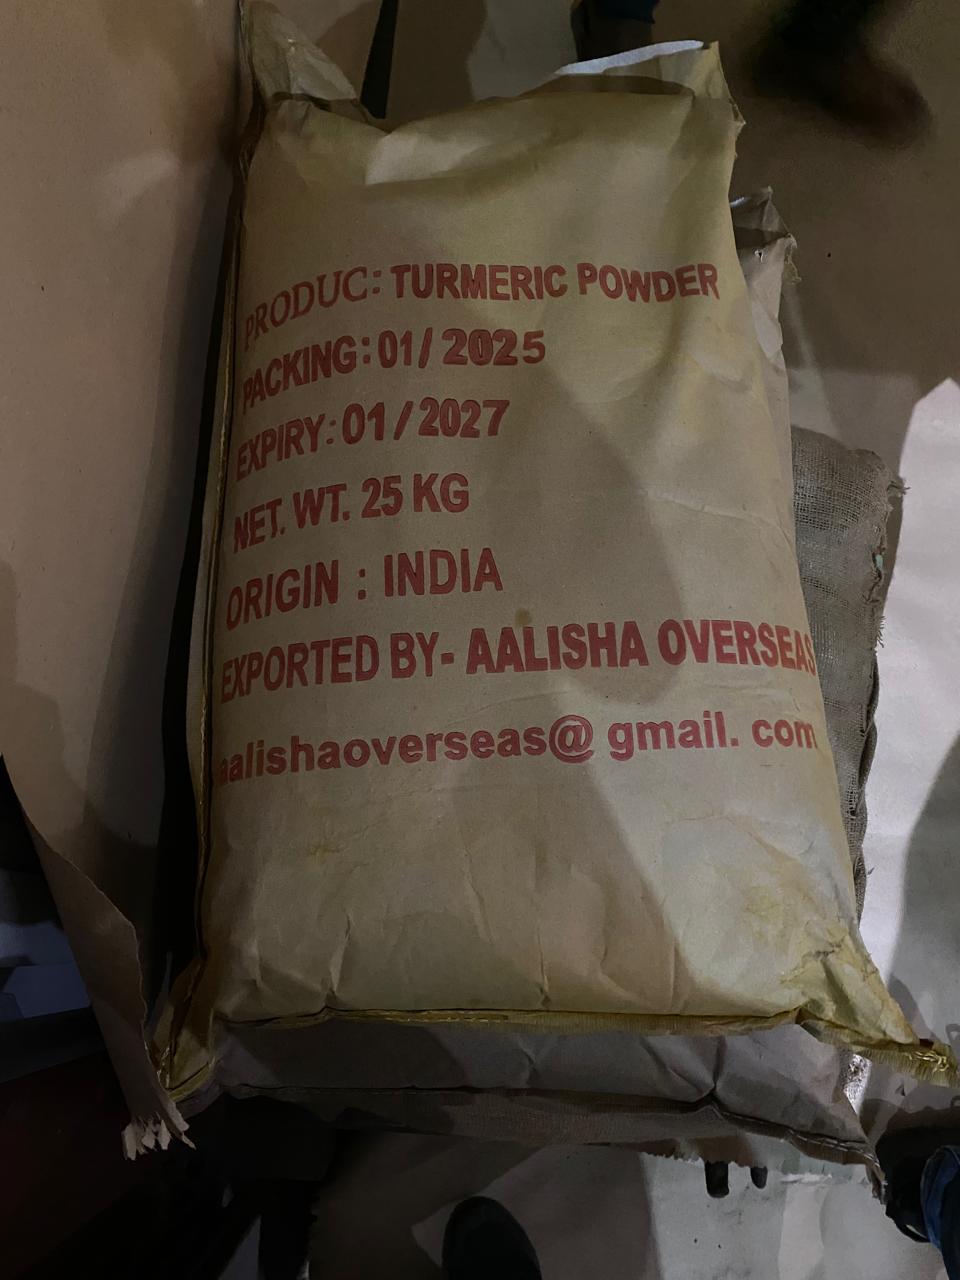 PRODUC: TURMERIC POWDER
PACKING: 01/2025
EXPIRY: 01/2027
NET. WT. 25 KG
ORIGIN : INDIA
EXPORTED BY- AALISHA OVERSEAS
aalishaoverseas@ gmail. com